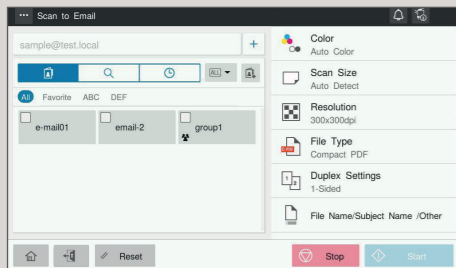 Scan to Email
sample@test.local
+
ALL
All Favorite ABC DEF
e-mail01
email-2
group1
Color
Auto Color
Scan Size
Auto Detect
Resolution
300x300dpi
File Type
Compact PDF
Duplex Settings
1-Sided
File Name/Subject Name /Other
Reset
Stop
Start